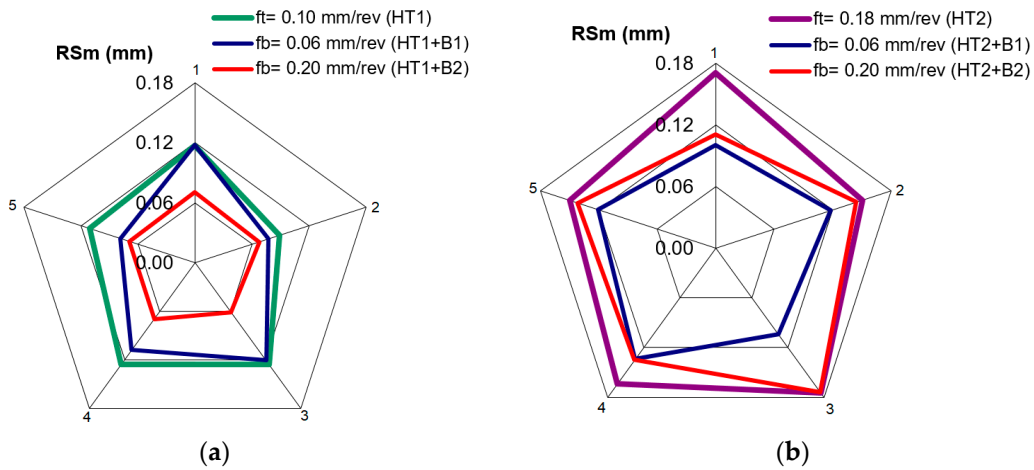 ft= 0.10 mm/rev (HT1)
fb= 0.06 mm/rev (HT1+B1)
fb= 0.20 mm/rev (HT1+B2)
RSm (mm)
1
0.18
0.12
0.06
0.00
2
3
4
5
(a)
ft= 0.18 mm/rev (HT2)
fb= 0.06 mm/rev (HT2+B1)
fb= 0.20 mm/rev (HT2+B2)
RSm (mm)
1
0.18
0.12
0.06
0.00
2
3
4
5
(b)